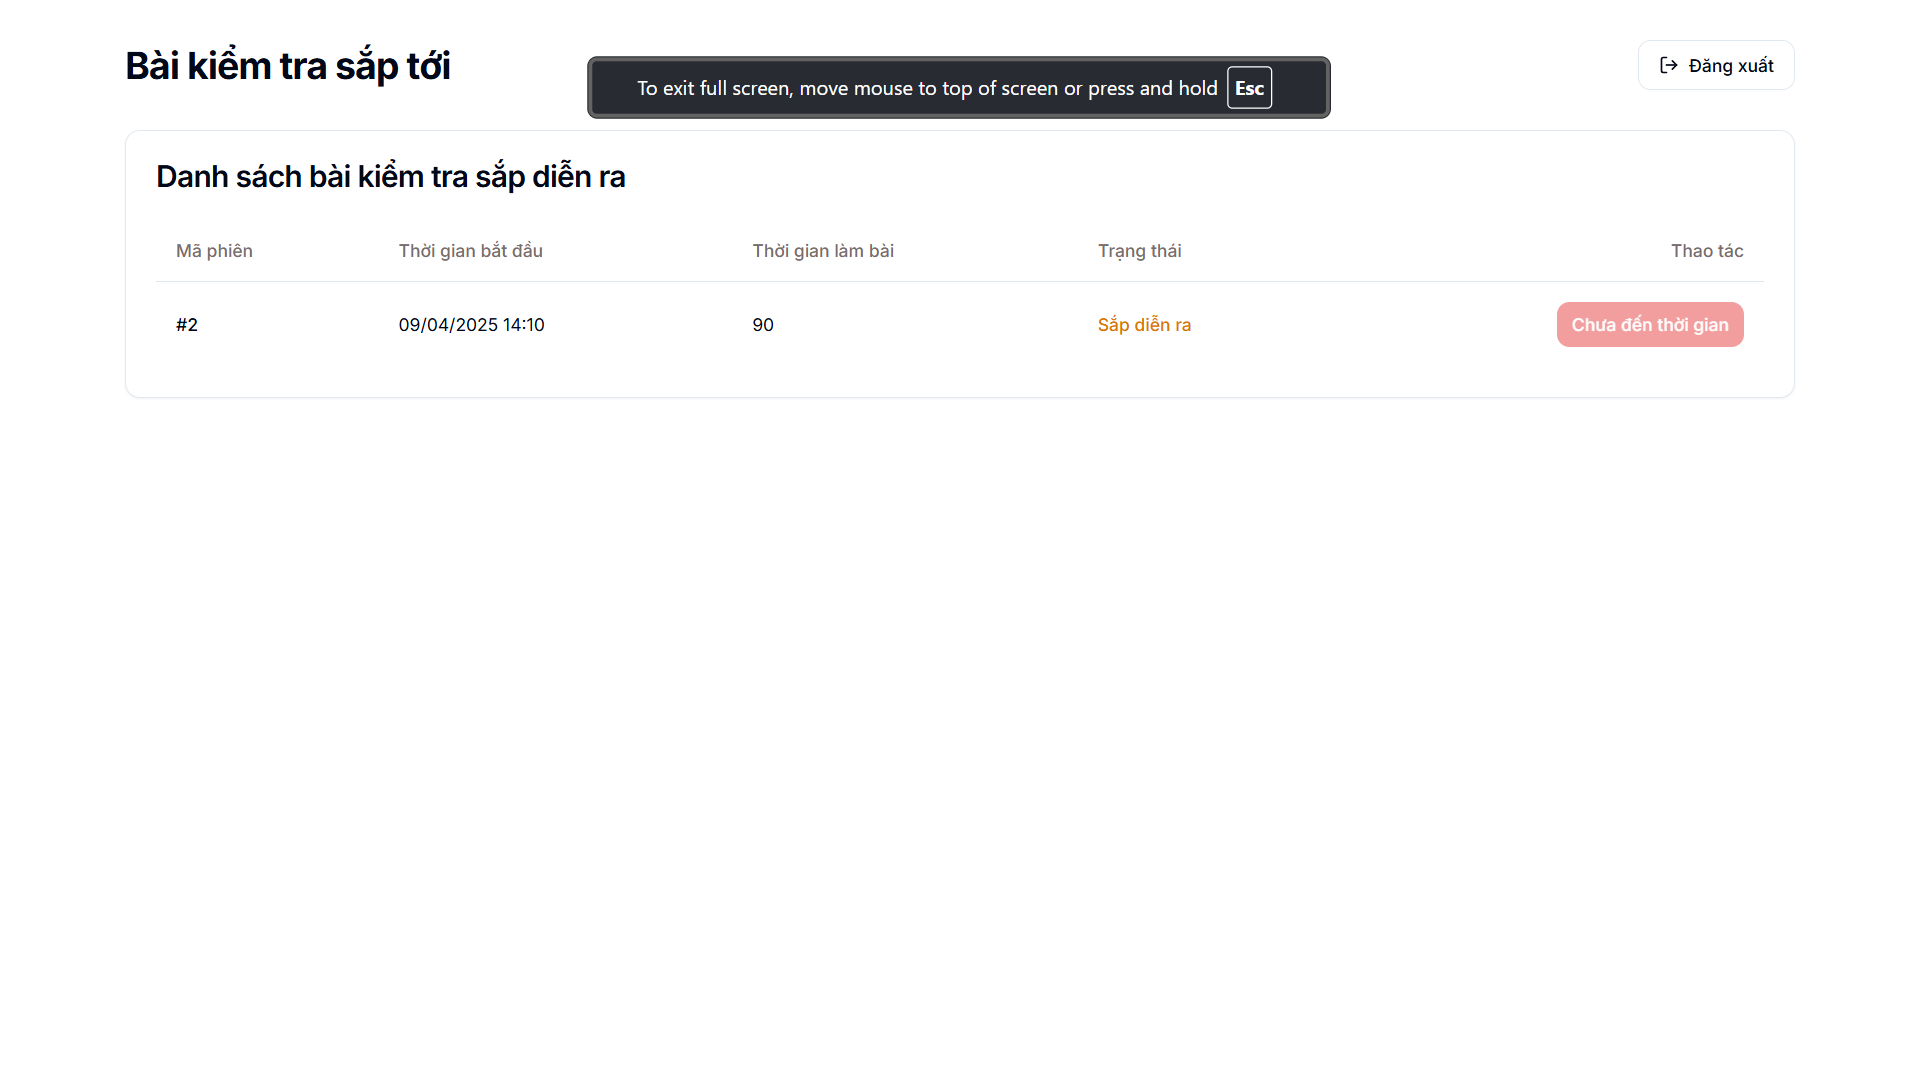 Bài kiểm tra sắp tới
To exit full screen, move mouse to top of screen or press and hold Esc
Đăng xuất
Danh sách bài kiểm tra sắp diễn ra
Mã phiên Thời gian bắt đầu Thời gian làm bài Trạng thái Thao tác
#2 09/04/2025 14:10 90 Sắp diễn ra Chưa đến thời gian